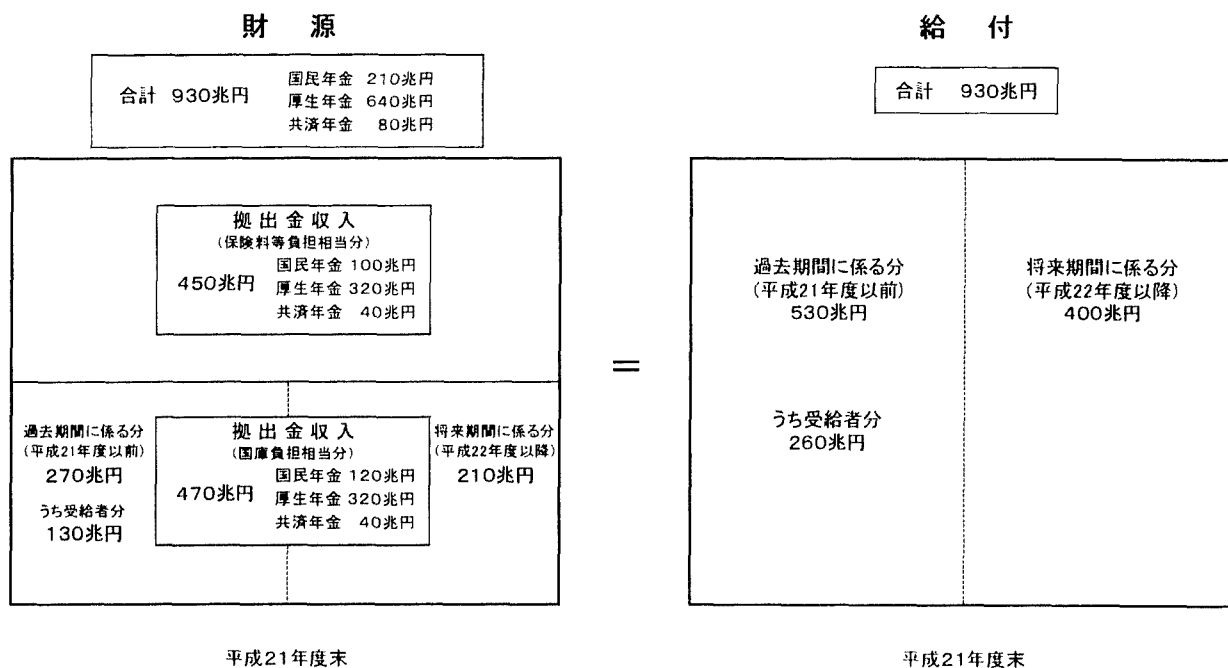 財 源
合計 930兆円
国民年金 210兆円
厚生年金 640兆円
共済年金 80兆円
拠出金収入
(保険料等負担相当分)
450兆円
国民年金 100兆円
厚生年金 320兆円
共済年金 40兆円
過去期間に係る分
(平成21年度以前)
270兆円
うち受給者分
130兆円
拠出金収入
(国庫負担相当分)
470兆円
国民年金 120兆円
厚生年金 320兆円
共済年金 40兆円
将来期間に係る分
(平成22年度以降)
210兆円
平成21年度末
=
給 付
合計 930兆円
過去期間に係る分
(平成21年度以前)
530兆円
うち受給者分
260兆円
将来期間に係る分
(平成22年度以降)
400兆円
平成21年度末